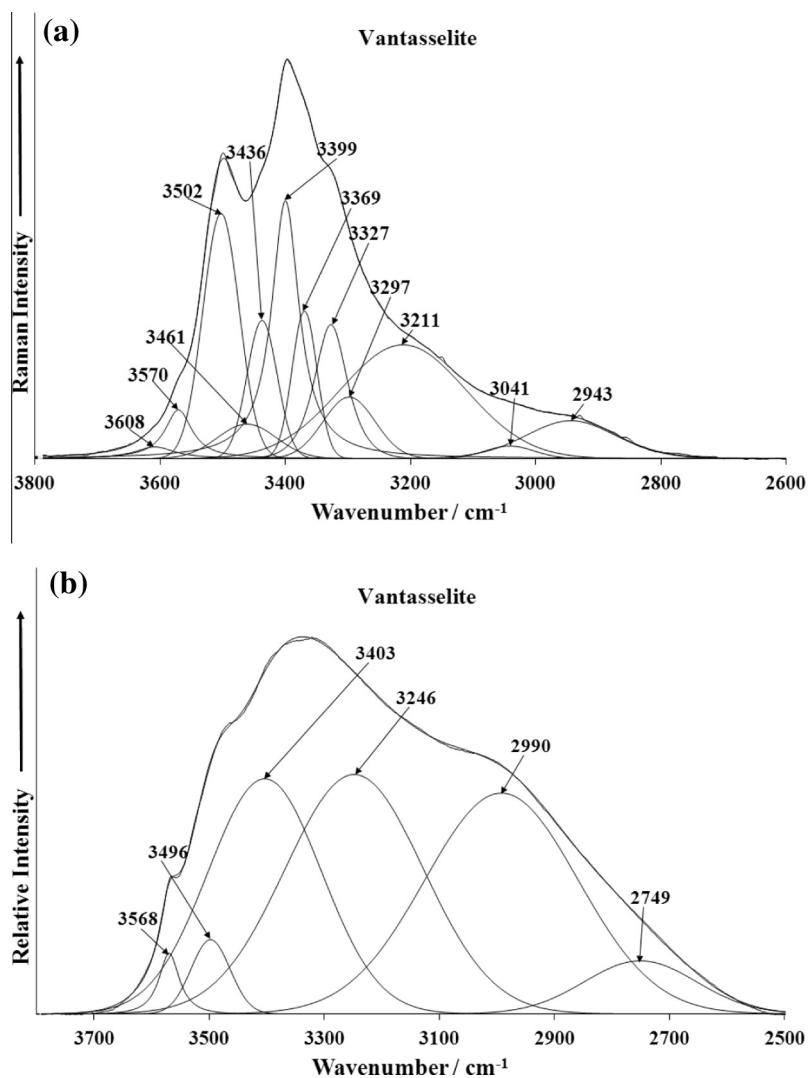 (a)
Vantasselite
Raman Intensity
3399
3436
3502
3369
3327
3297
3211
3461
3570
3608
3041
2943
3800 3600 3400 3200 3000 2800 2600
Wavenumber / cm-1
(b)
Vantasselite
Relative Intensity
3403
3246
2990
3496
3568
2749
3700 3500 3300 3100 2900 2700 2500
Wavenumber / cm-1